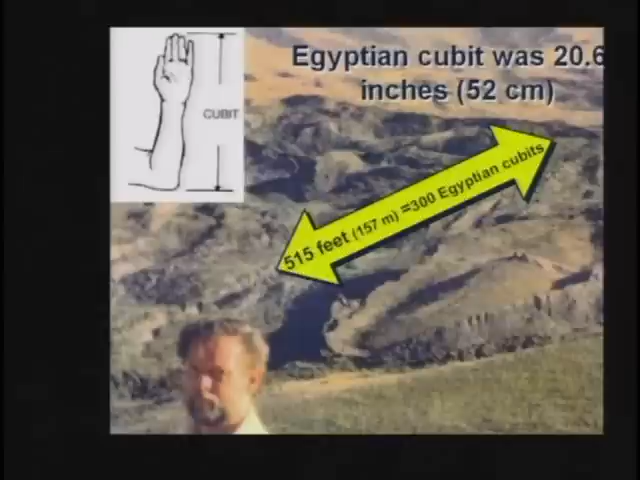 Egyptian cubit was 20.6
inches (52 cm)
CUBIT
515 feet (157 m) =300 Egyptian cubits